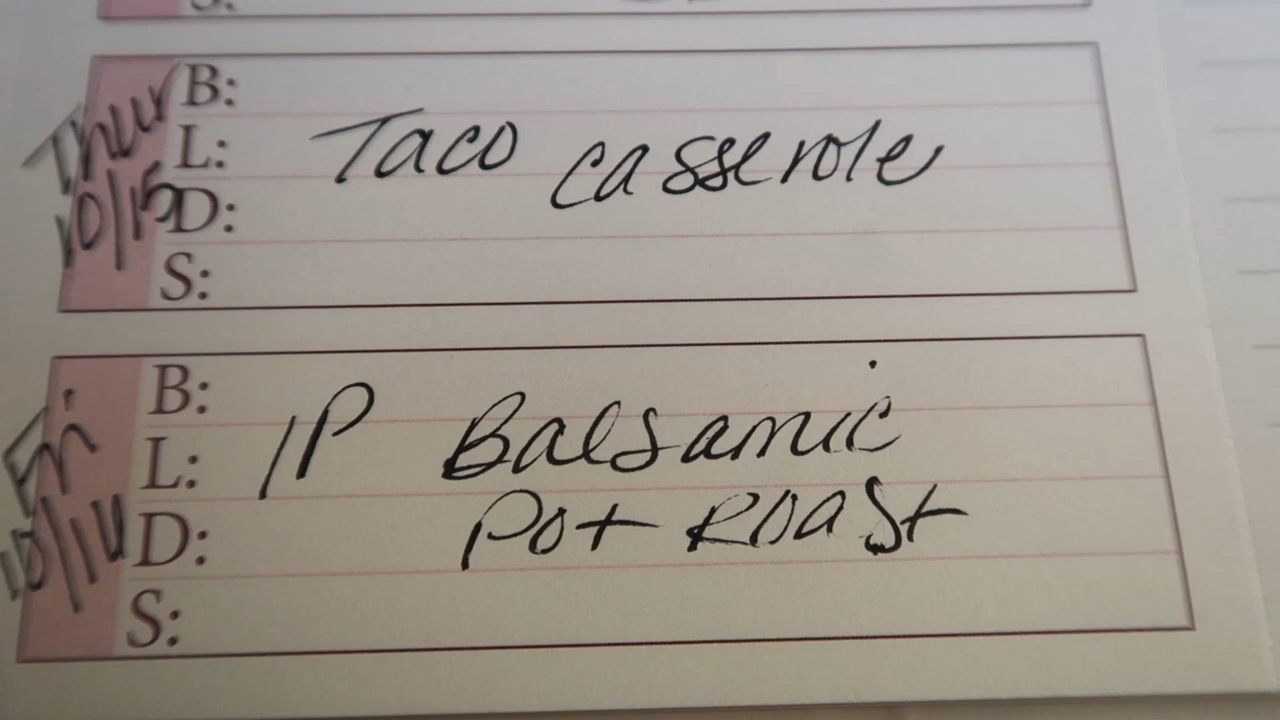 S:
Thur
10/15
B:
L:
D:
S:
Taco casserole
Fri
10/16
B:
L:
D:
S:
IP Balsamic
Pot Roast